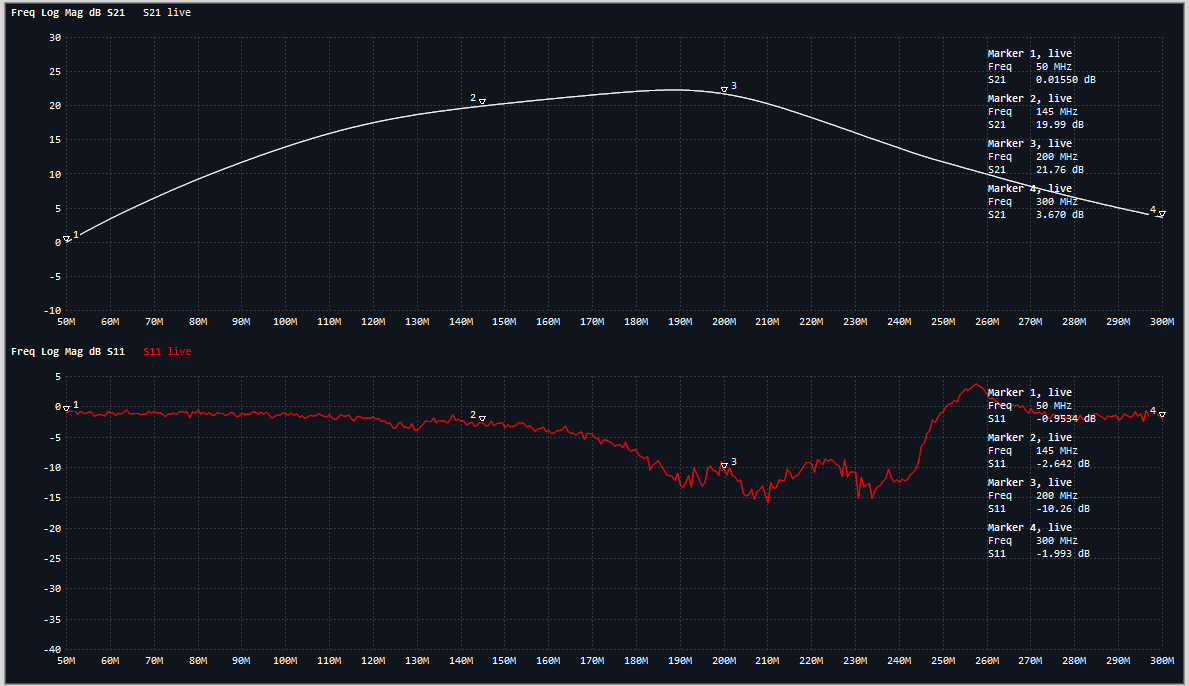 Freq Log Mag dB S21 S21 live
30
25
20
15
10
5
0
-5
-10
1
2
3
4
Marker 1, live
Freq 50 MHz
S21 0.01550 dB
Marker 2, live
Freq 145 MHz
S21 19.99 dB
Marker 3, live
Freq 200 MHz
S21 21.76 dB
Marker 4, live
Freq 300 MHz
S21 3.670 dB
50M 60M 70M 80M 90M 100M 110M 120M 130M 140M 150M 160M 170M 180M 190M 200M 210M 220M 230M 240M 250M 260M 270M 280M 290M 300M
Freq Log Mag dB S11 S11 live
5
0
-5
-10
-15
-20
-25
-30
-35
-40
1
2
3
4
Marker 1, live
Freq 50 MHz
S11 -0.9534 dB
Marker 2, live
Freq 145 MHz
S11 -2.642 dB
Marker 3, live
Freq 200 MHz
S11 -10.26 dB
Marker 4, live
Freq 300 MHz
S11 -1.993 dB
50M 60M 70M 80M 90M 100M 110M 120M 130M 140M 150M 160M 170M 180M 190M 200M 210M 220M 230M 240M 250M 260M 270M 280M 290M 300M